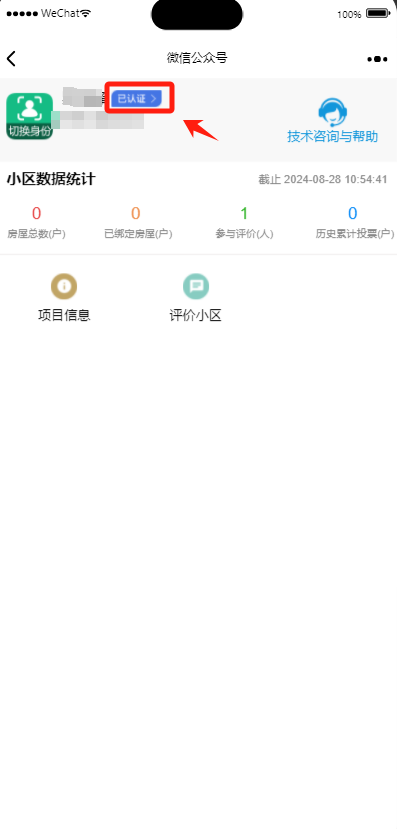 WeChat 100%
微信公众号
已认证
切换身份
技术咨询与帮助
小区数据统计 截止 2024-08-28 10:54:41
0 0 1 0
房屋总数(户) 已绑定房屋(户) 参与评价(人) 历史累计投票(户)
项目信息 评价小区